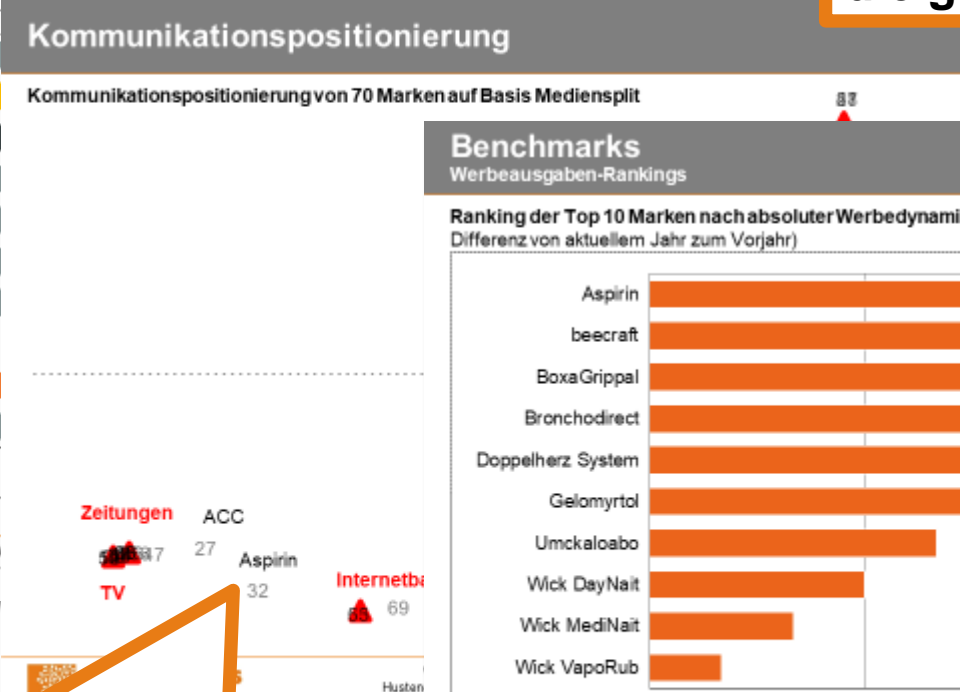 Kommunikationspositionierung
Kommunikationspositionierung von 70 Marken auf Basis Mediensplit
Benchmarks
Werbeausgaben-Rankings
Ranking der Top 10 Marken nach absoluter Werbedynami
Differenz von aktuellem Jahr zum Vorjahr)
Aspirin
beecraft
BoxaGrippal
Bronchodirect
Doppelherz System
Gelomyrtol
Umckaloabo
Wick DayNait
Wick MediNait
Wick VapoRub
Zeitungen
ACC
27
Aspirin
32
TV
Internetba
69
Husten